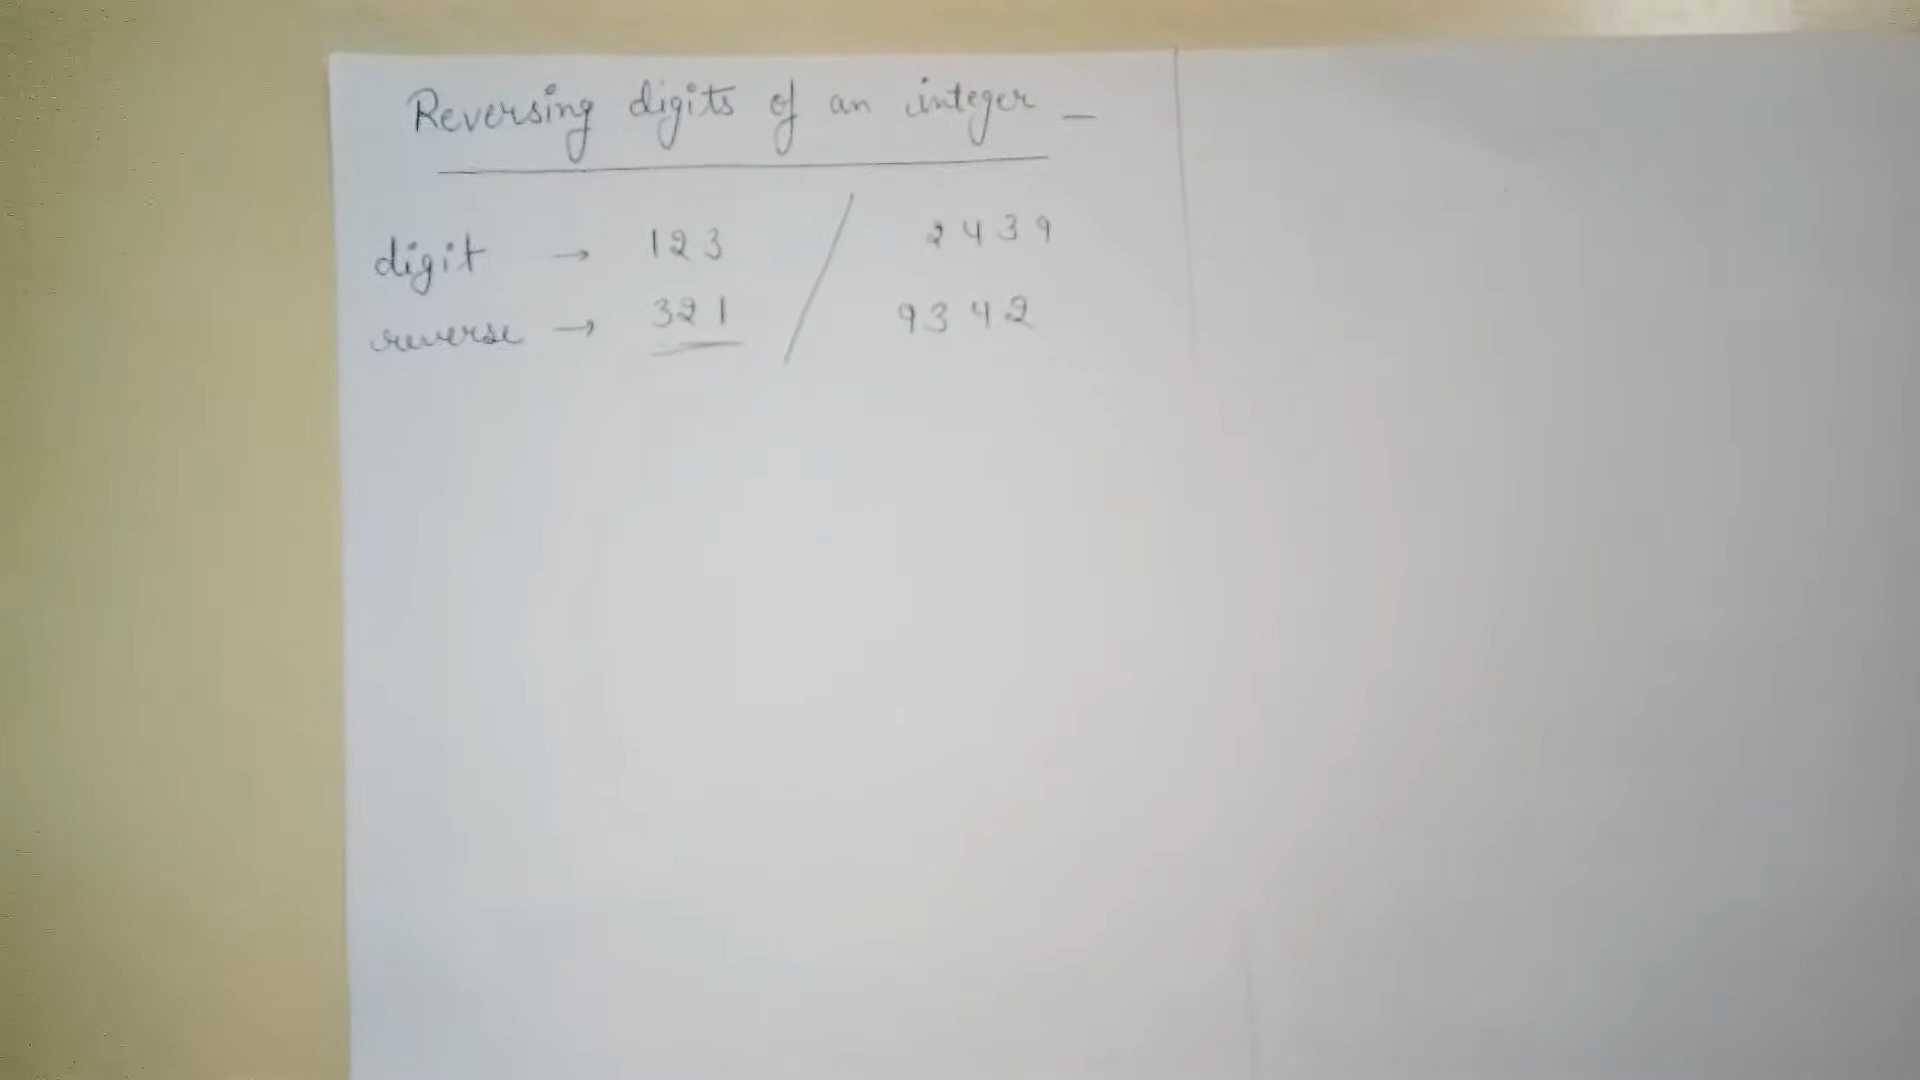 Reversing digits of an integer -
digit → 123 / 2439
reverse → 321 / 9342